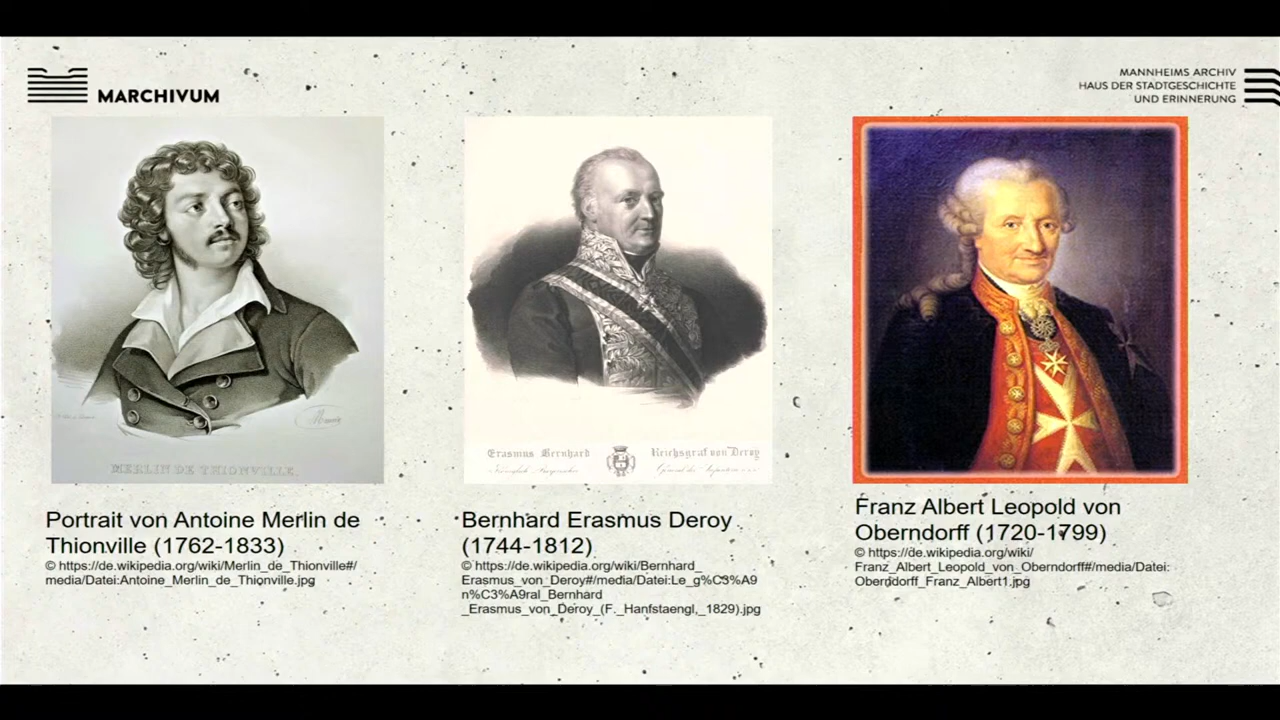 MARCHIVUM
MANNHEIMS ARCHIV
HAUS DER STADTGESCHICHTE
UND ERINNERUNG
MERLIN DE THIONVILLE.
Erasmus Bernhard Reichsgraf von Deroy
Portrait von Antoine Merlin de
Thionville (1762-1833)
© https://de.wikipedia.org/wiki/Merlin_de_Thionville#/
media/Datei:Antoine_Merlin_de_Thionville.jpg
Bernhard Erasmus Deroy
(1744-1812)
© https://de.wikipedia.org/wiki/Bernhard_
Erasmus_von_Deroy#/media/Datei:Le_g%C3%A9
n%C3%A9ral_Bernhard
_Erasmus_von_Deroy_(F._Hanfstaengl,_1829).jpg
Franz Albert Leopold von
Oberndorff (1720-1799)
© https://de.wikipedia.org/wiki/
Franz_Albert_Leopold_von_Oberndorff#/media/Datei:
Oberndorff_Franz_Albert1.jpg